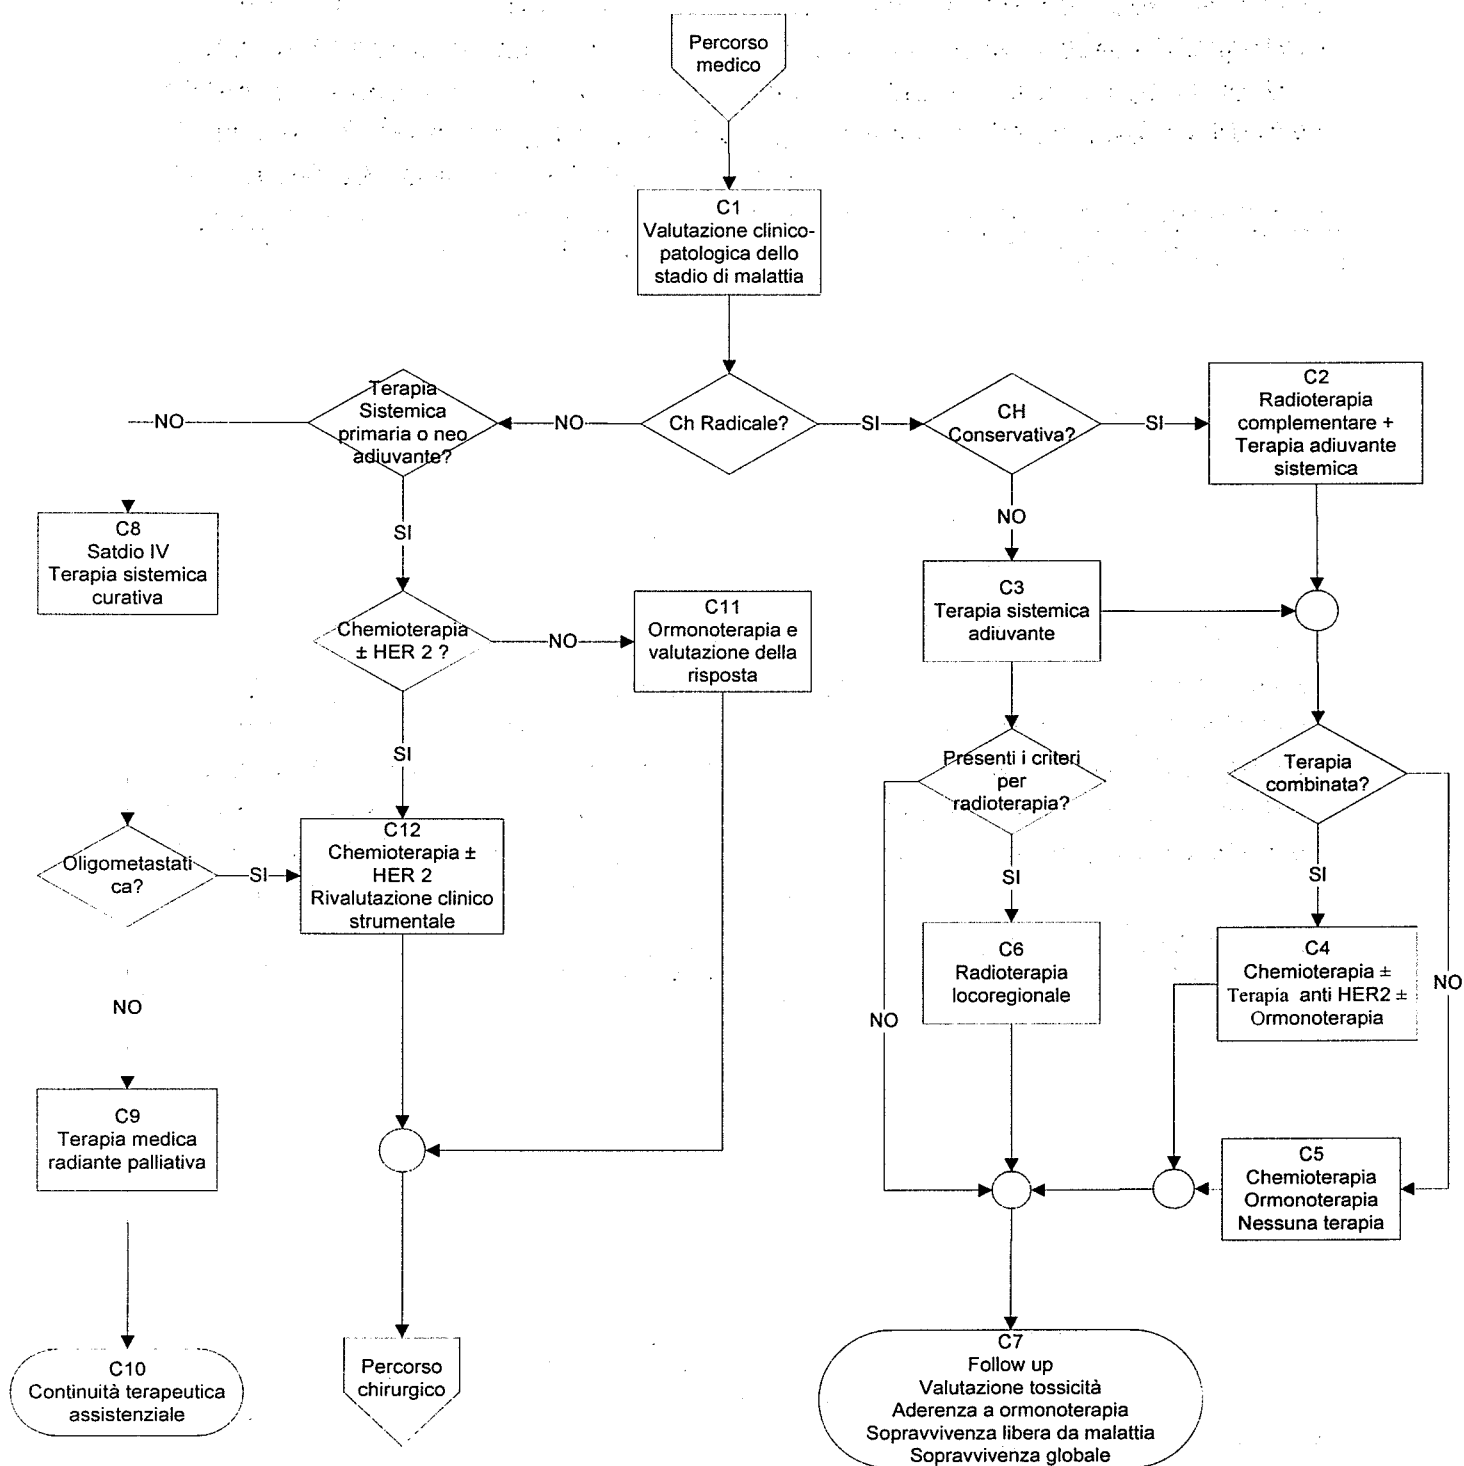 Percorso
medico
C1
Valutazione clinico-
patologica dello
stadio di malattia
NO
Terapia
Sistemica
primaria o neo
adiuvante?
NO
Ch Radicale?
SI
CH
Conservativa?
SI
C2
Radioterapia
complementare +
Terapia adiuvante
sistemica
C8
Satdio IV
Terapia sistemica
curativa
SI
NO
Chemioterapia
± HER 2 ?
NO
C11
Ormonoterapia e
valutazione della
risposta
C3
Terapia sistemica
adiuvante
SI
Presenti i criteri
per
radioterapia?
Terapia
combinata?
Oligometastati
ca?
SI
C12
Chemioterapia ±
HER 2
Rivalutazione clinico
strumentale
SI
SI
NO
C6
Radioterapia
locoregionale
NO
C4
Chemioterapia ±
Terapia anti HER2 ±
Ormonoterapia
NO
C9
Terapia medica
radiante palliativa
C5
Chemioterapia
Ormonoterapia
Nessuna terapia
C10
Continuità terapeutica
assistenziale
Percorso
chirurgico
C7
Follow up
Valutazione tossicità
Aderenza a ormonoterapia
Sopravvivenza libera da malattia
Sopravvivenza globale